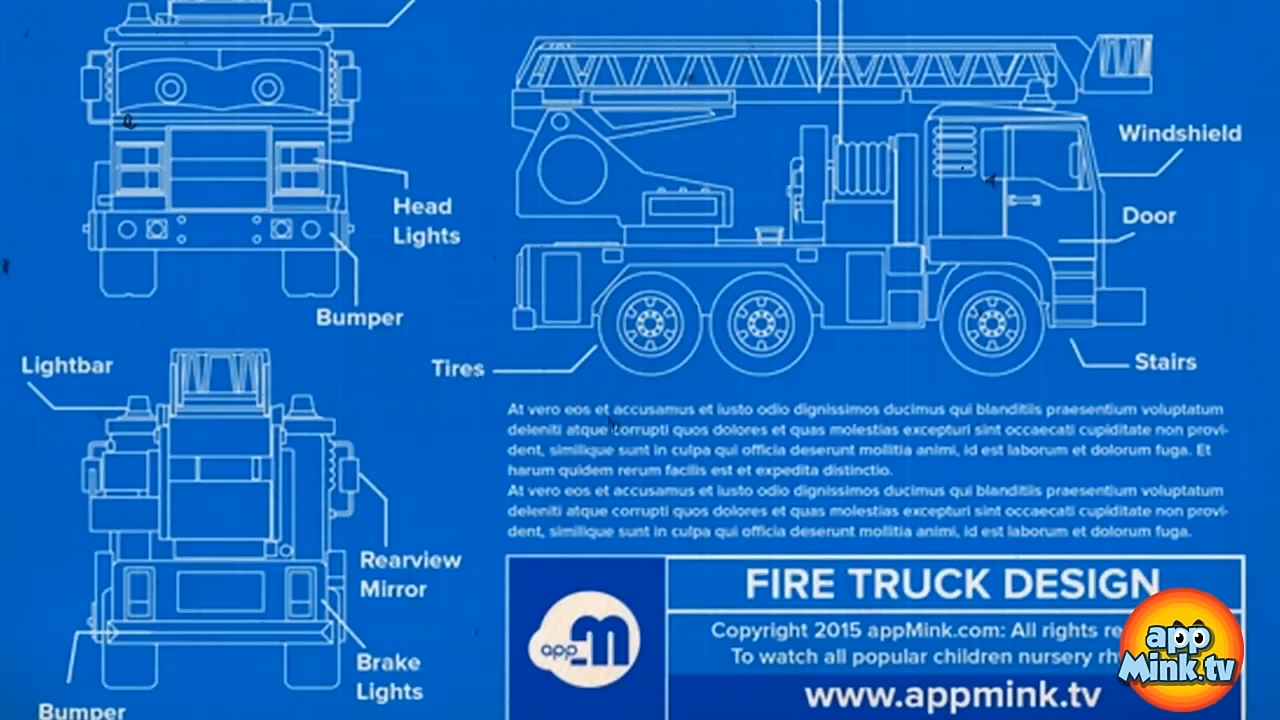 Windshield
Door
Head
Lights
Bumper
Lightbar
Tires
Stairs
At vero eos et accusamus et iusto odio dignissimos ducimus qui blanditiis praesentium voluptatum
deleniti atque corrupti quos dolores et quas molestias excepturi sint occaecati cupiditate non provi-
dent, similique sunt in culpa qui officia deserunt mollitia animi, id est laborum et dolorum fuga. Et
harum quidem rerum facilis est et expedita distinctio.
At vero eos et accusamus et iusto odio dignissimos ducimus qui blanditiis praesentium voluptatum
deleniti atque corrupti quos dolores et quas molestias excepturi sint occaecati cupiditate non provi-
dent, similique sunt in culpa qui officia deserunt mollitia animi, id est laborum et dolorum fuga.
Rearview
Mirror
Brake
Lights
Bumper
app m
FIRE TRUCK DESIGN
Copyright 2015 appMink.com: All rights
To watch all popular children nursery
www.appmink.tv
app
Mink.tv